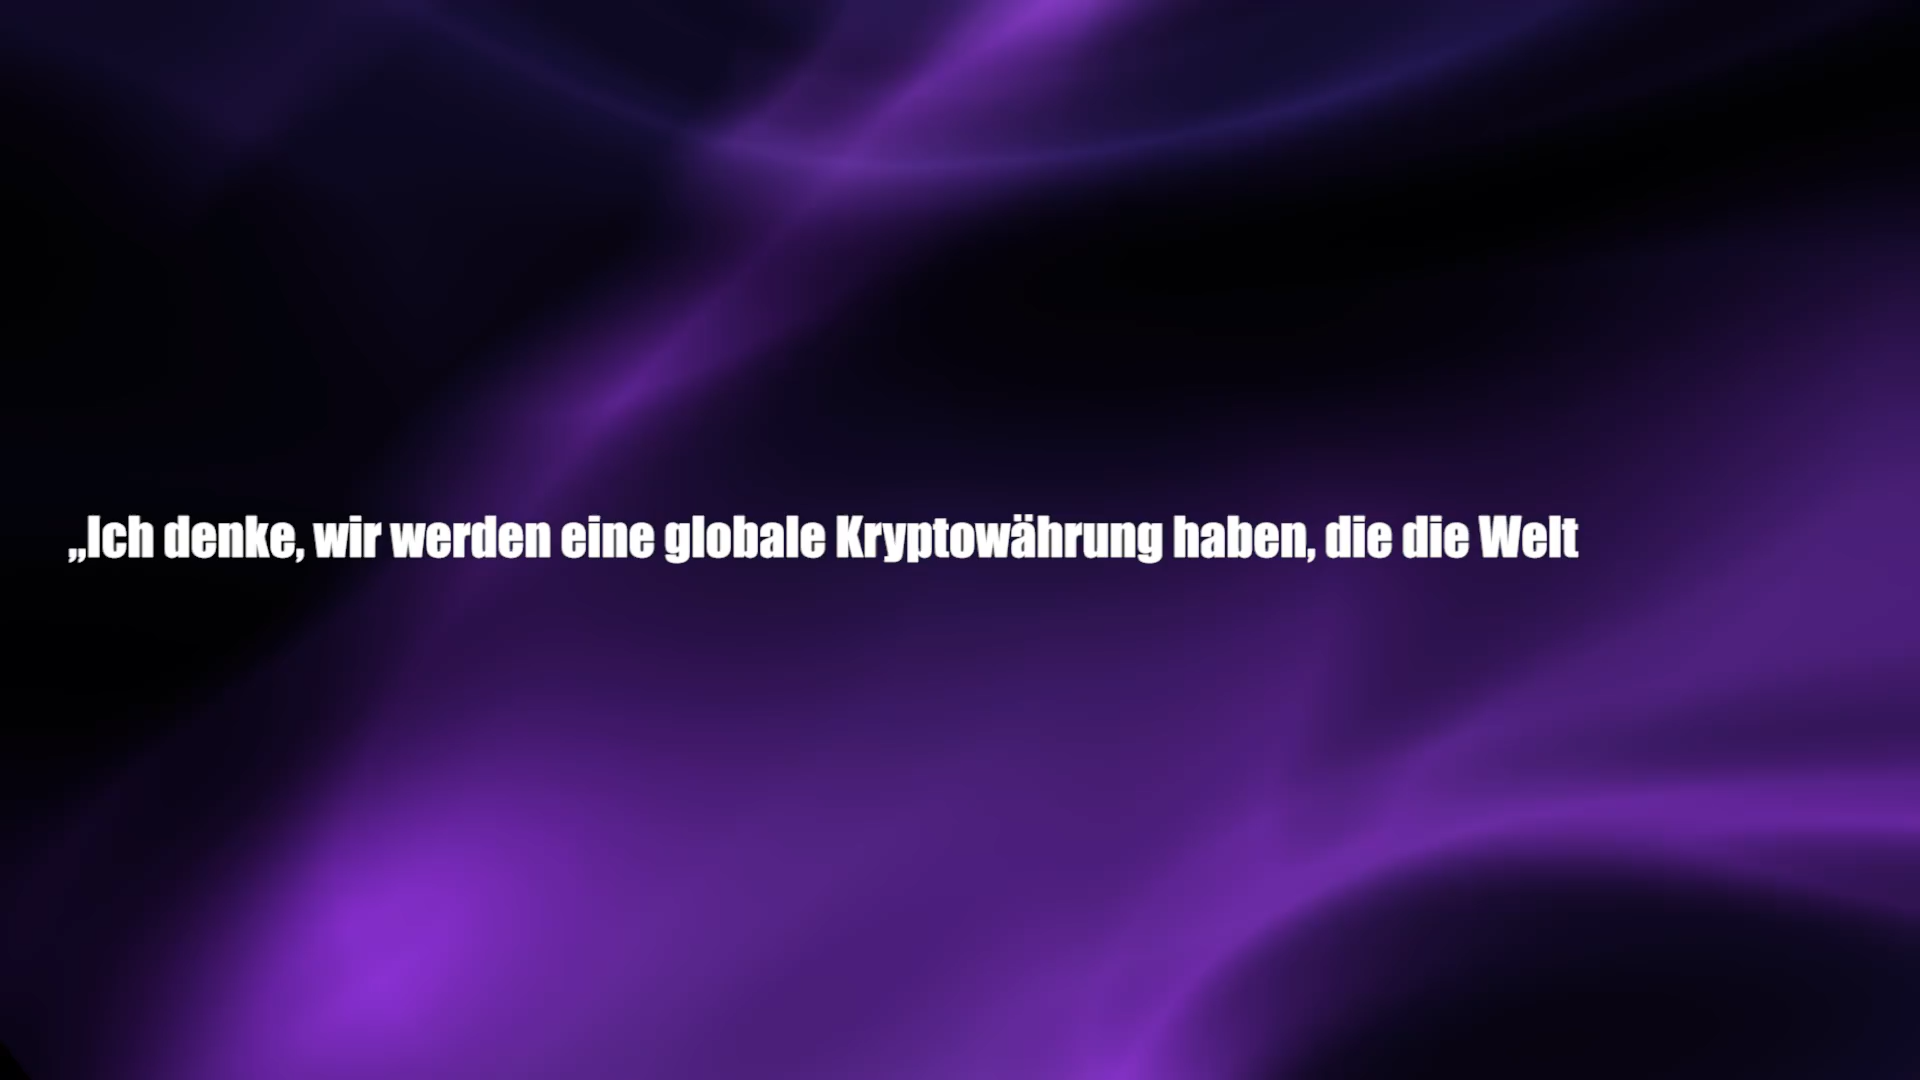 „Ich denke, wir werden eine globale Kryptowährung haben, die die Welt